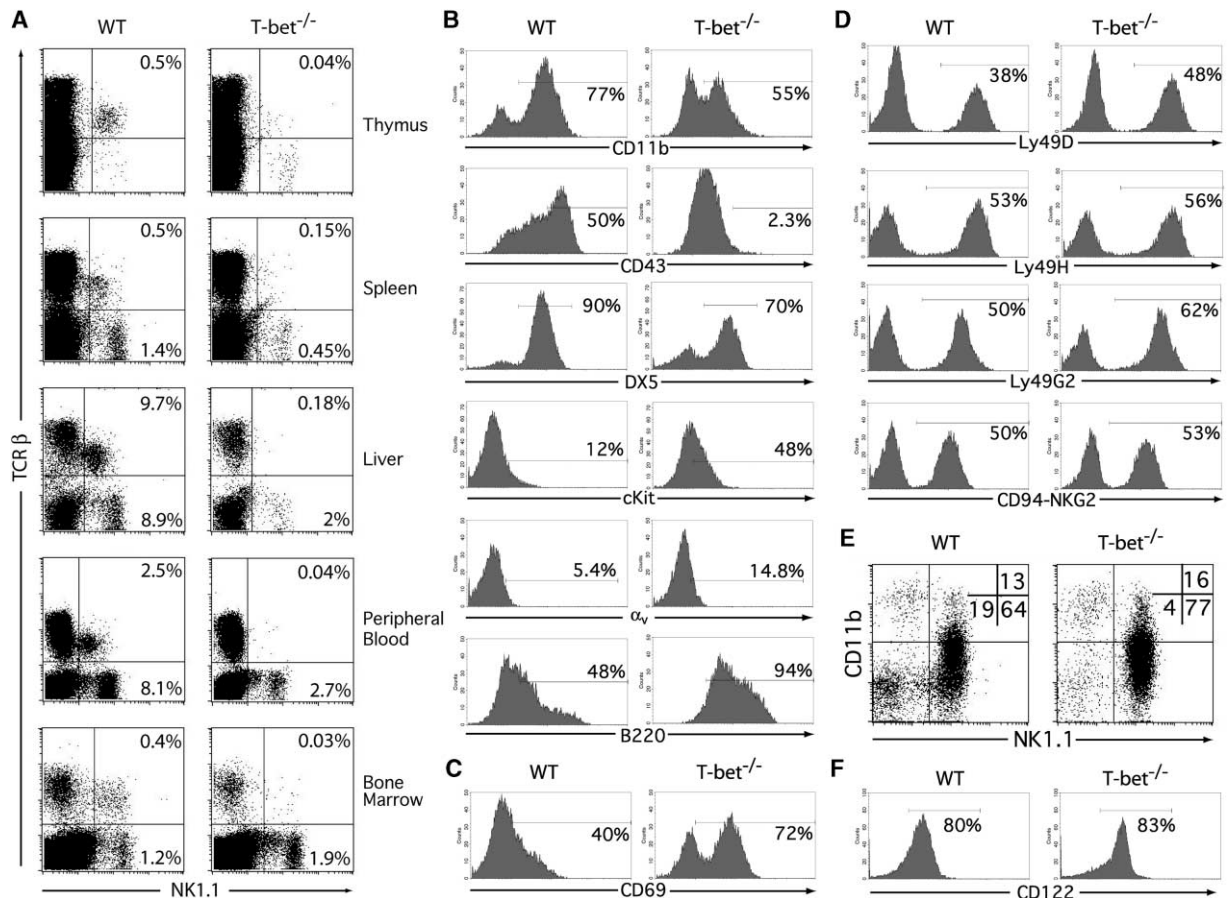 A
WT
T-bet-/-
0.5%
0.04%
Thymus
0.5%
0.15%
Spleen
1.4%
0.45%
9.7%
0.18%
Liver
8.9%
2%
2.5%
0.04%
Peripheral
Blood
8.1%
2.7%
0.4%
0.03%
Bone
Marrow
1.2%
1.9%
TCR β
NK1.1
B
WT
T-bet-/-
77%
55%
CD11b
50%
2.3%
CD43
90%
70%
DX5
12%
48%
cKit
5.4%
14.8%
αv
48%
94%
B220
C
WT
T-bet-/-
40%
72%
CD69
D
WT
T-bet-/-
38%
48%
Ly49D
53%
56%
Ly49H
50%
62%
Ly49G2
50%
53%
CD94-NKG2
E
WT
T-bet-/-
13
19 64
16
4 77
CD11b
NK1.1
F
WT
T-bet-/-
80%
83%
CD122